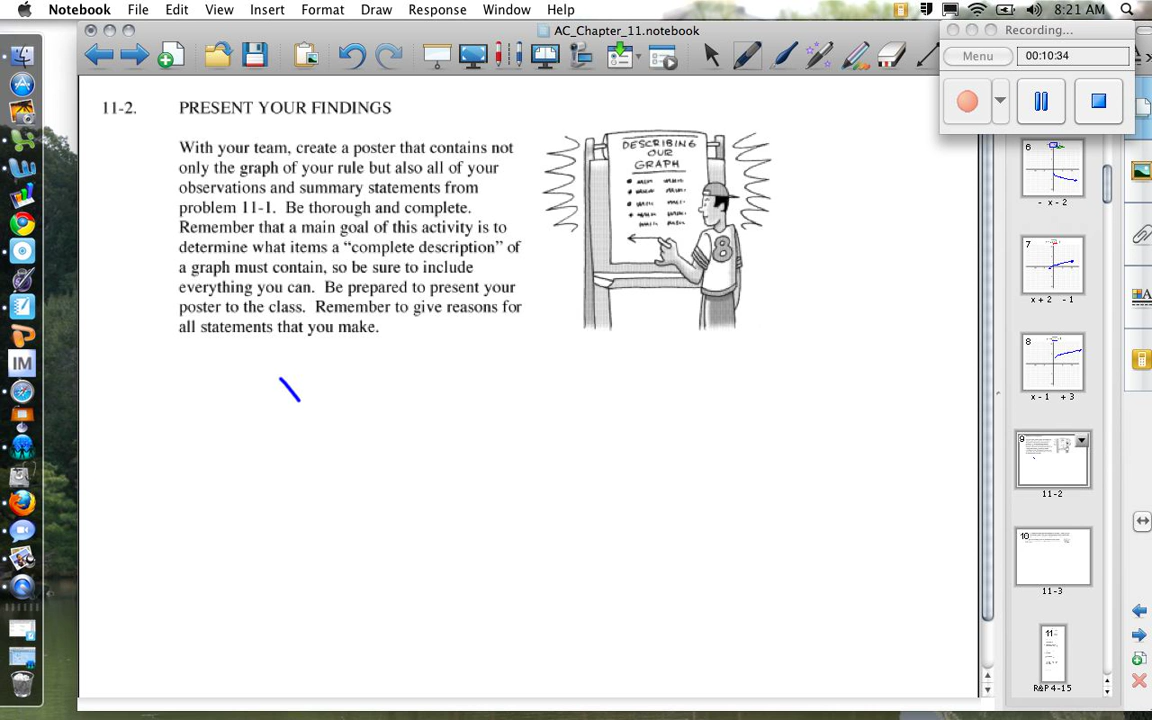 Notebook File Edit View Insert Format Draw Response Window Help 8:21 AM
AC_Chapter_11.notebook
Recording...
Menu 00:10:34
11-2. PRESENT YOUR FINDINGS
With your team, create a poster that contains not
only the graph of your rule but also all of your
observations and summary statements from
problem 11-1. Be thorough and complete.
Remember that a main goal of this activity is to
determine what items a “complete description” of
a graph must contain, so be sure to include
everything you can. Be prepared to present your
poster to the class. Remember to give reasons for
all statements that you make.
DESCRIBING
OUR
GRAPH
8
IM
6
- x - 2
7
x + 2 - 1
8
x - 1 + 3
9
11-2
10
11-3
11
R&P 4-15